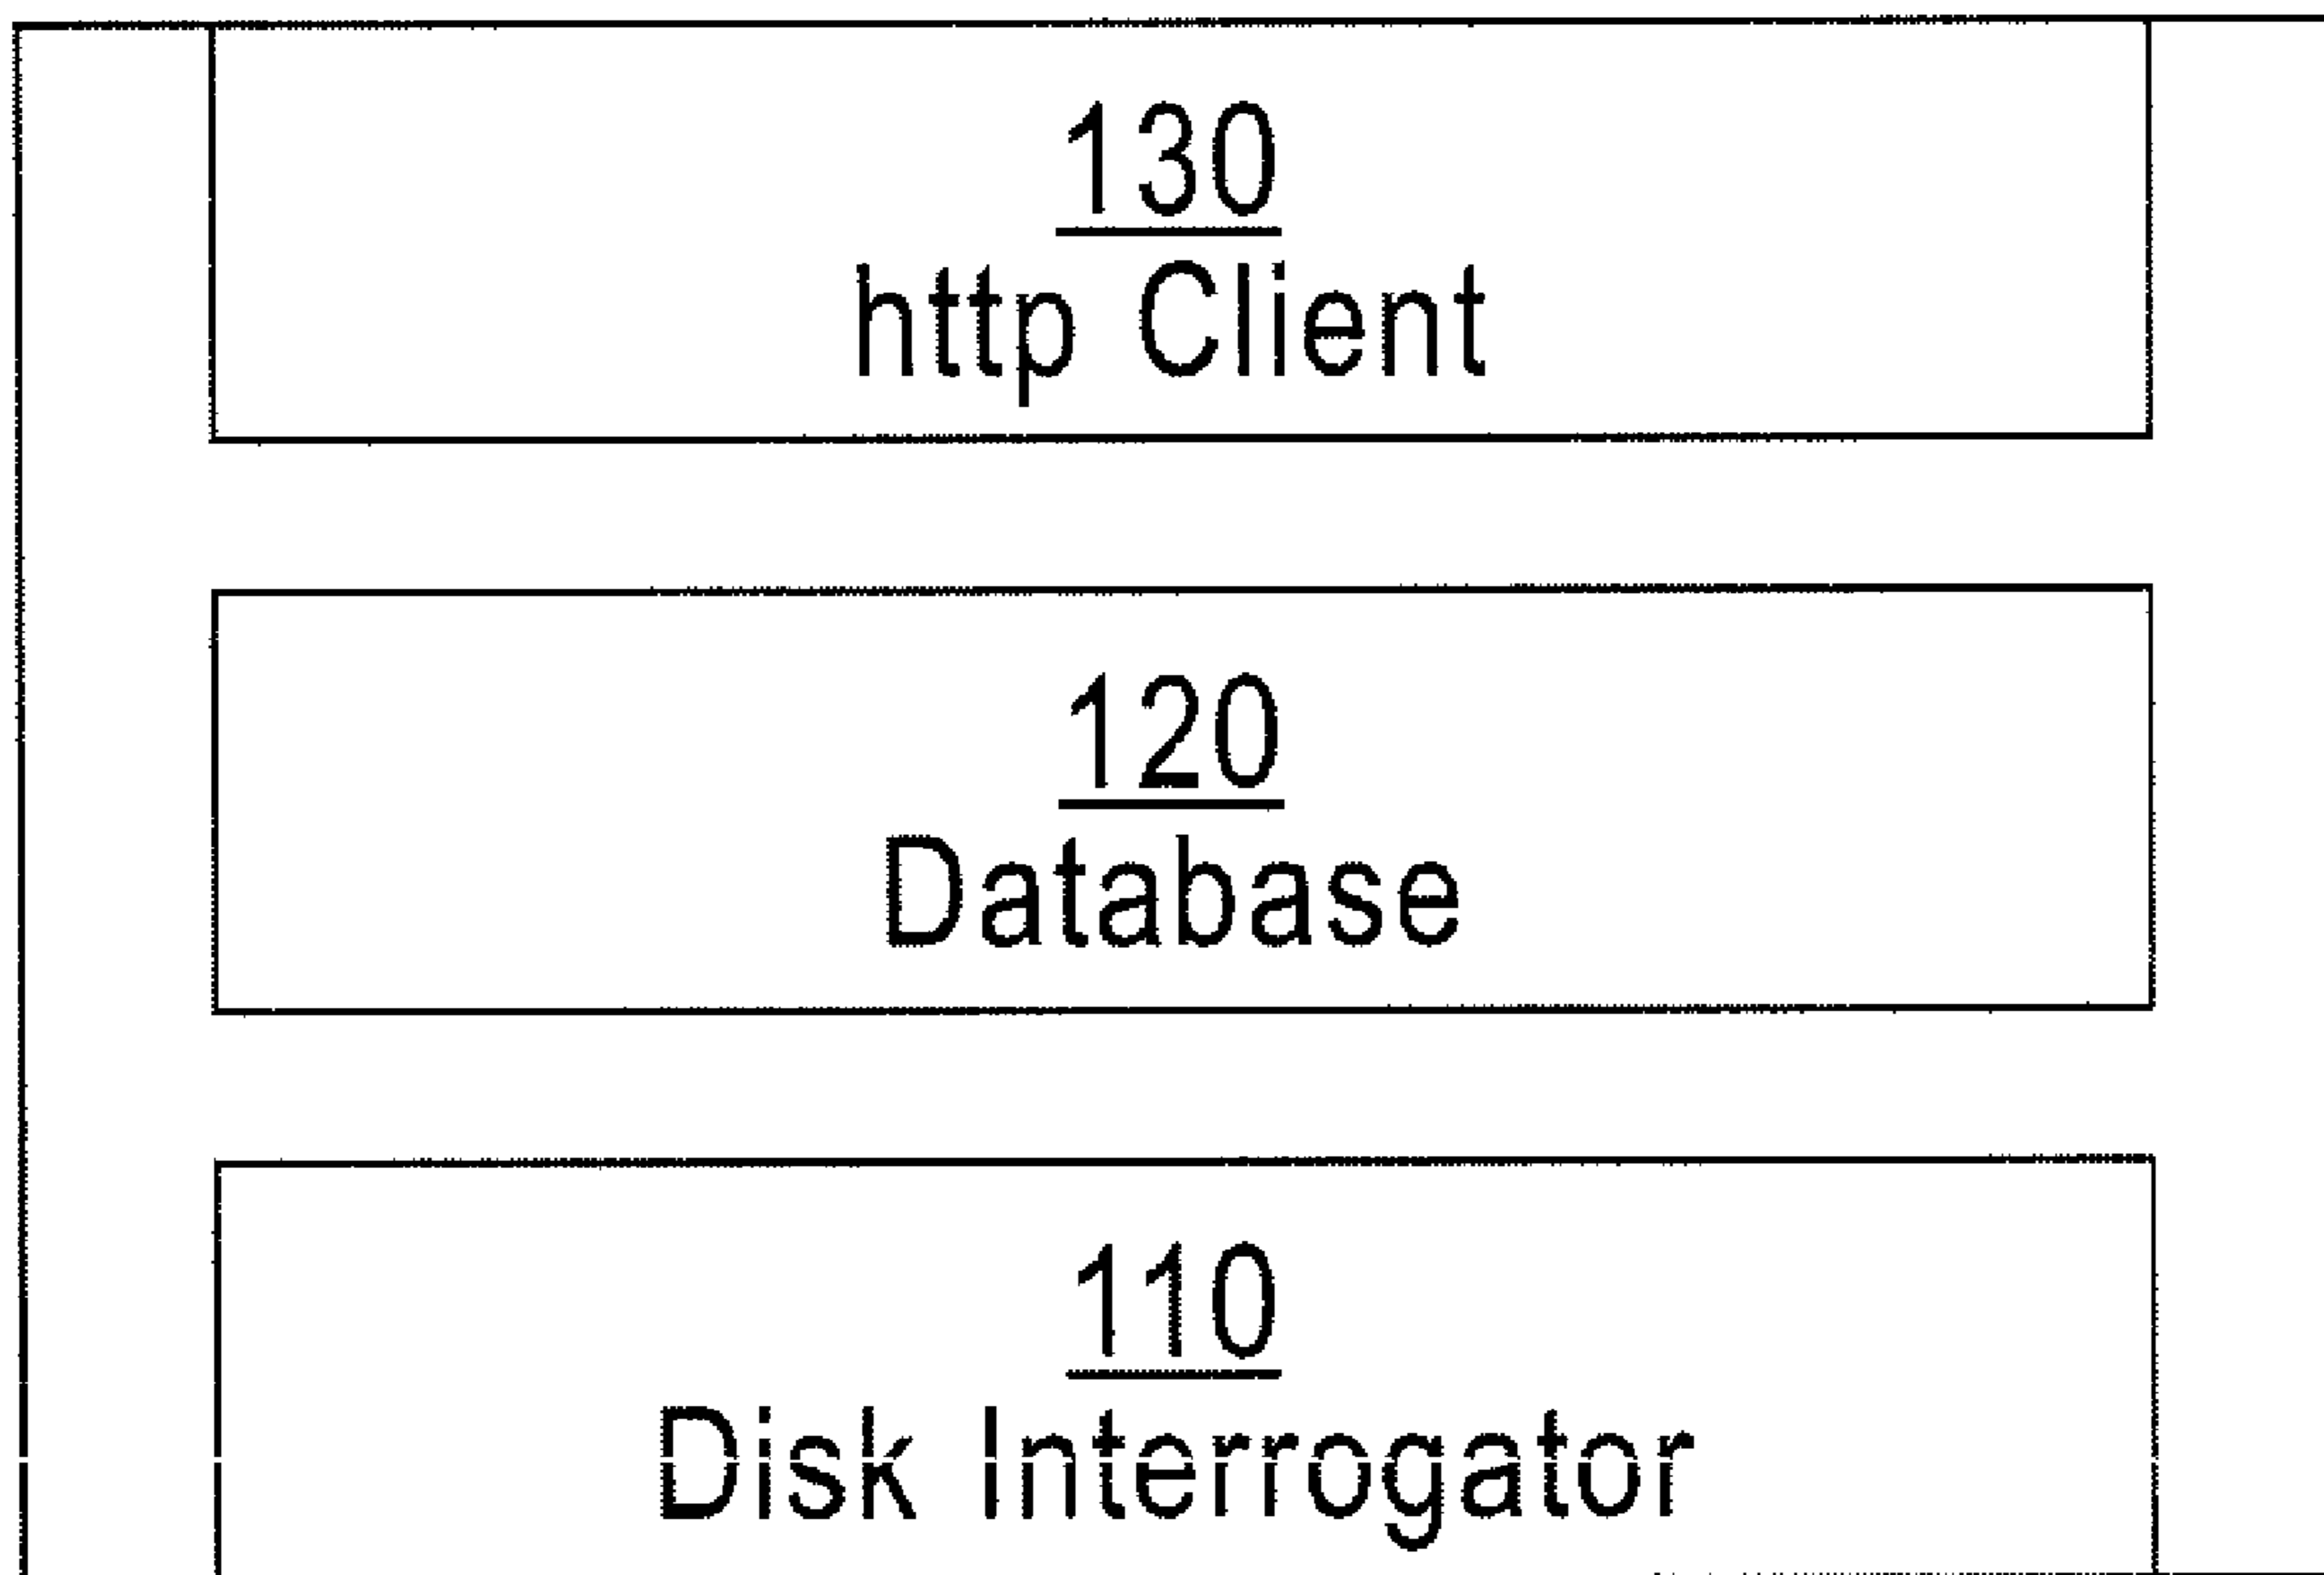 130
http Client
120
Database
110
Disk Interrogator